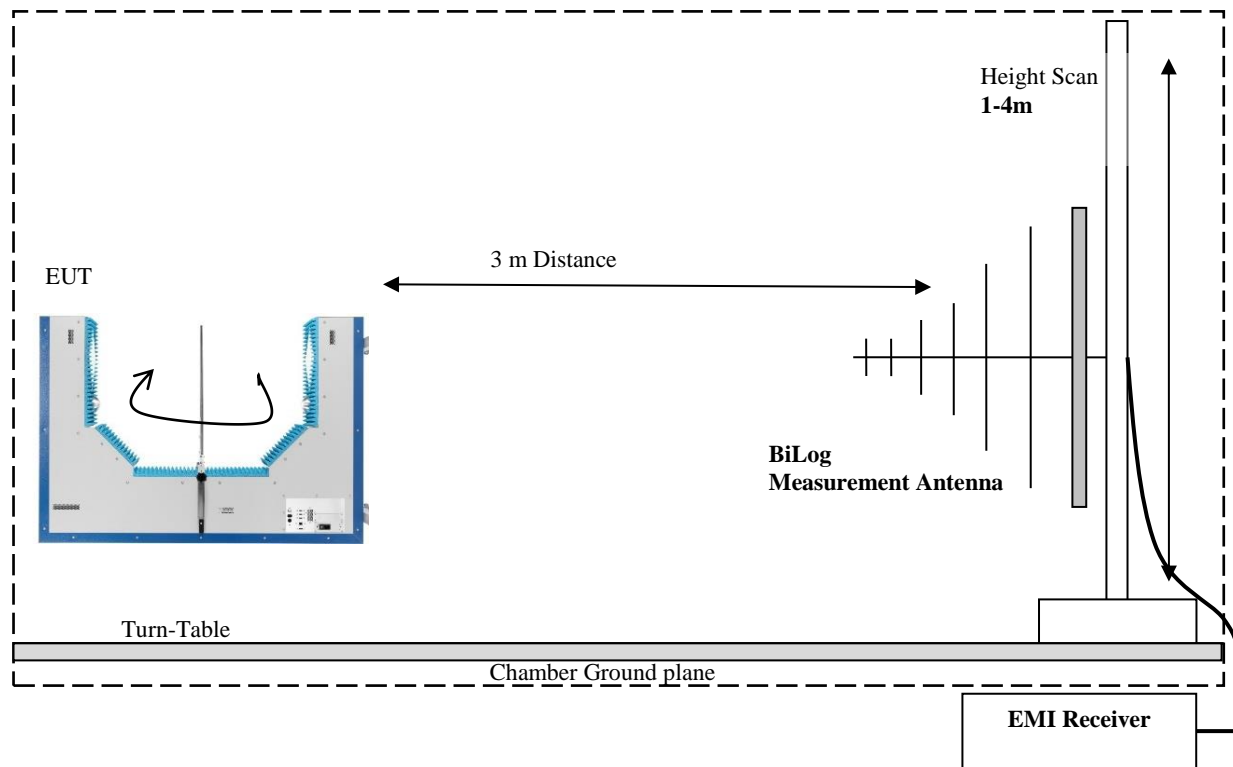 Height Scan
1-4m
3 m Distance
EUT
BiLog
Measurement Antenna
Turn-Table
Chamber Ground plane
EMI Receiver